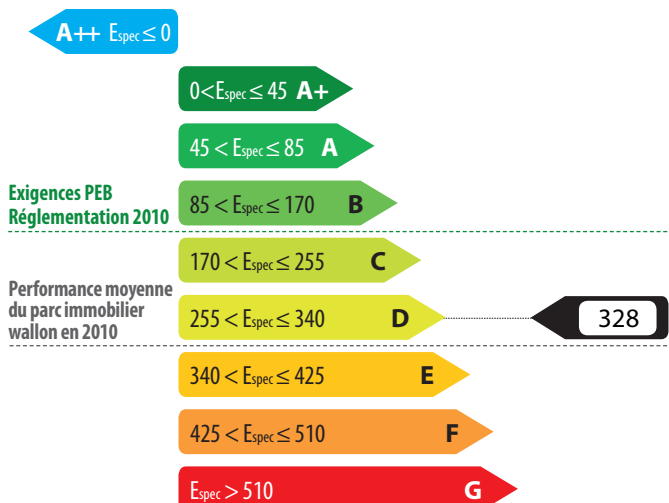 A++ Espec ≤ 0
0<Espec ≤ 45 A+
45 < Espec ≤ 85 A
Exigences PEB
Réglementation 2010
85 < Espec ≤ 170 B
170 < Espec ≤ 255 C
Performance moyenne
du parc immobilier
wallon en 2010
255 < Espec ≤ 340 D
328
340 < Espec ≤ 425 E
425 < Espec ≤ 510 F
Espec > 510 G